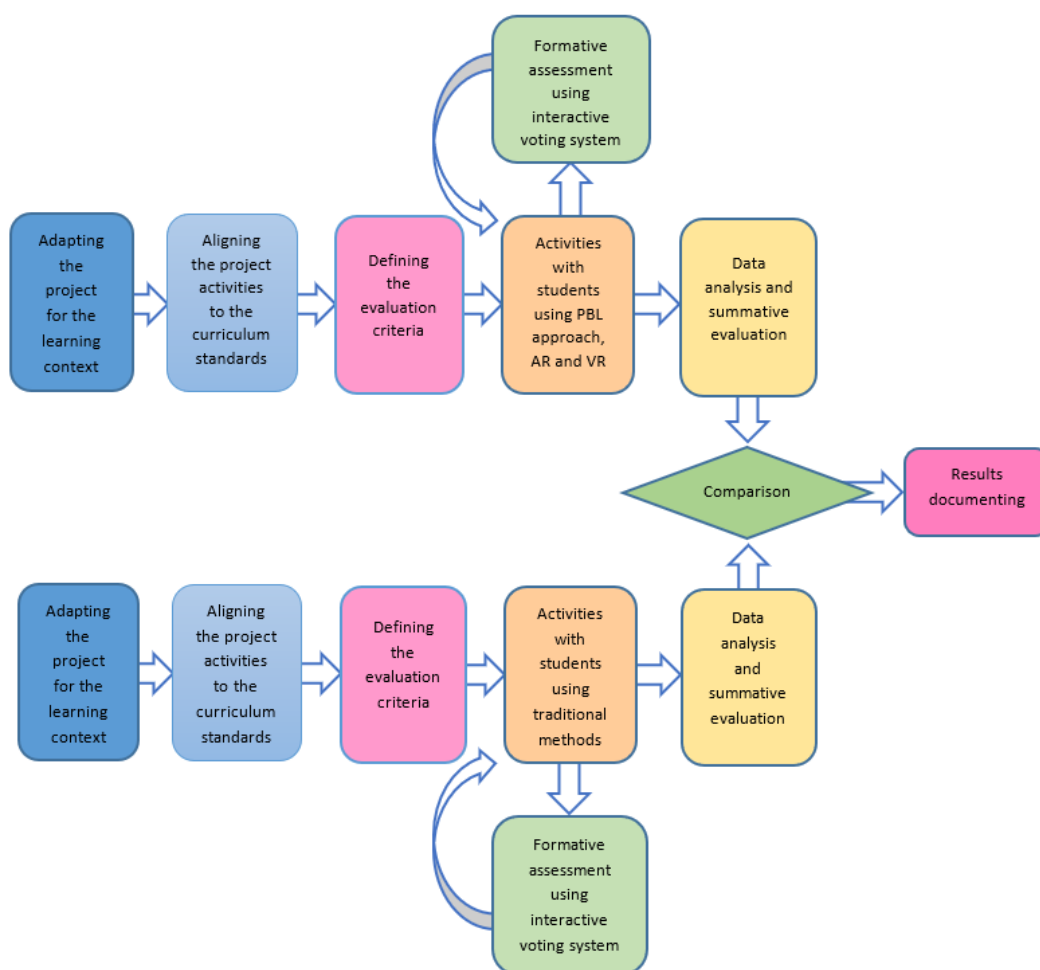 Formative
assessment
using
interactive
voting system
Adapting
the
project
for the
learning
context
Aligning
the project
activities
to the
curriculum
standards
Defining
the
evaluation
criteria
Activities
with
students
using PBL
approach,
AR and VR
Data
analysis and
summative
evaluation
Comparison
Results
documenting
Adapting
the
project
for the
learning
context
Aligning
the project
activities
to the
curriculum
standards
Defining
the
evaluation
criteria
Activities
with
students
using
traditional
methods
Data
analysis
and
summative
evaluation
Formative
assessment
using
interactive
voting system